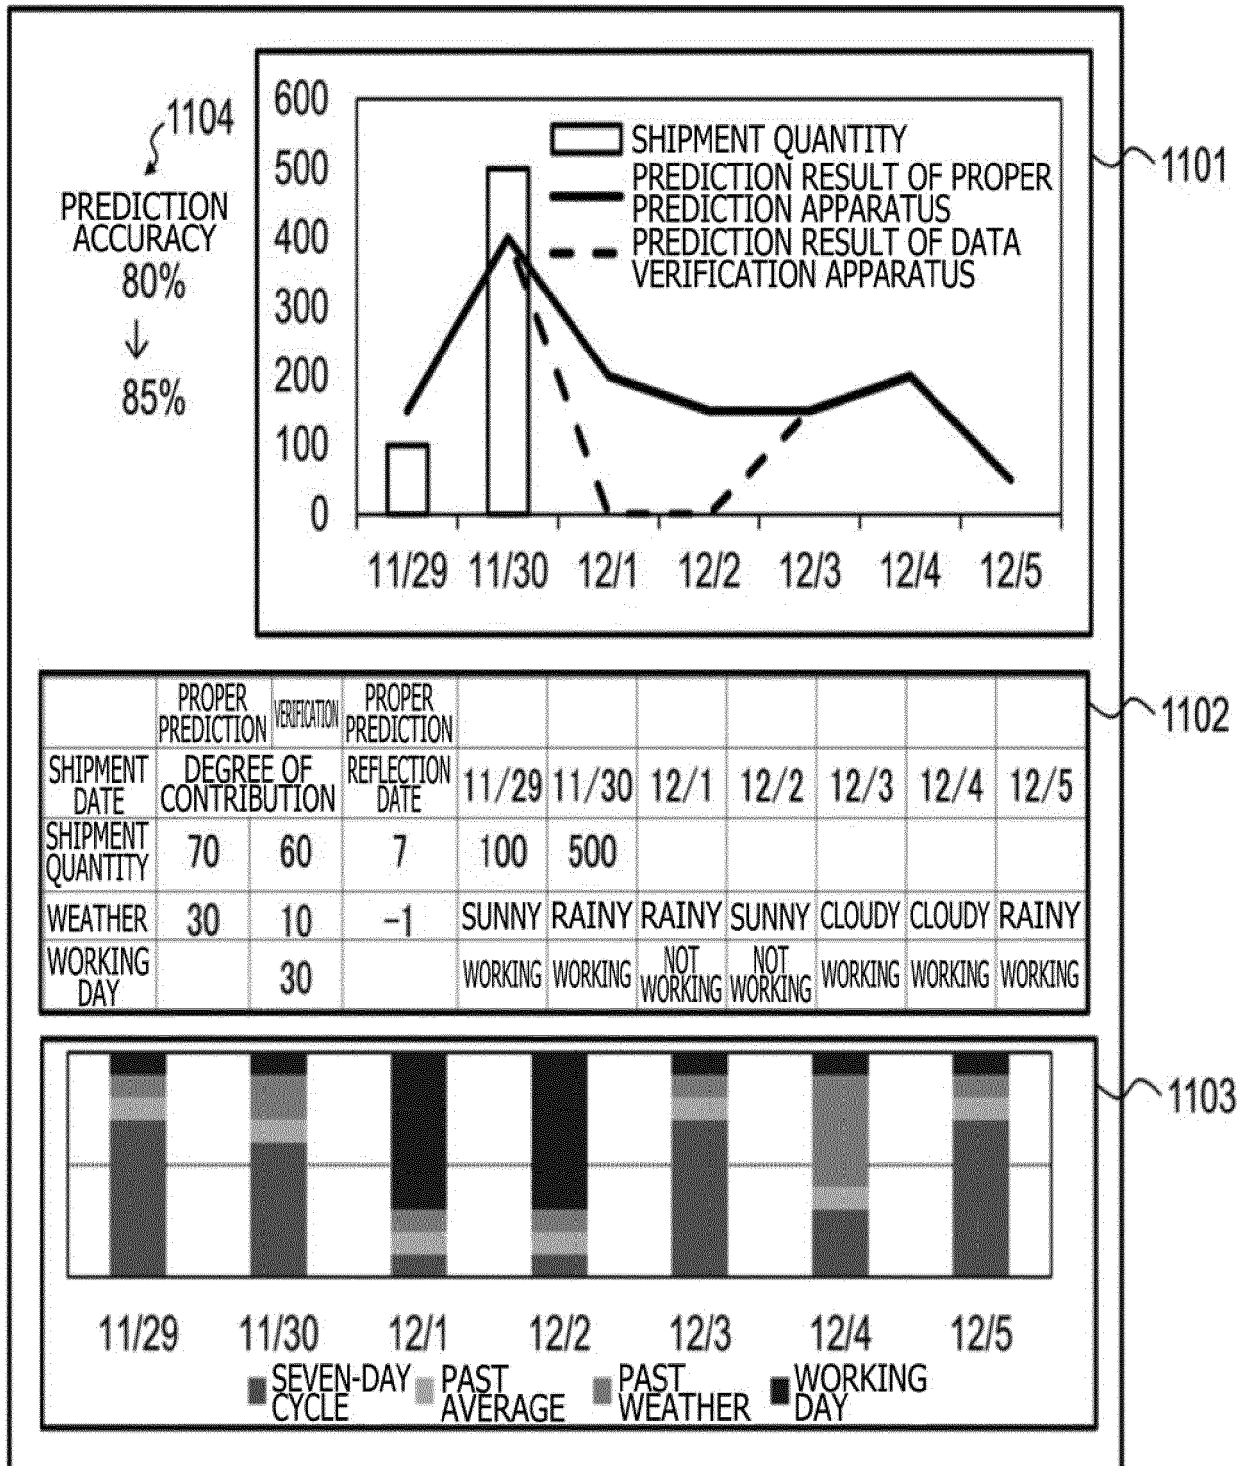 1104
PREDICTION
ACCURACY
80%
↓
85%
600
500
400
300
200
100
0
SHIPMENT QUANTITY
PREDICTION RESULT OF PROPER
PREDICTION APPARATUS
PREDICTION RESULT OF DATA
VERIFICATION APPARATUS
11/29 11/30 12/1 12/2 12/3 12/4 12/5
1101
PROPER
PREDICTION
VERIFICATION
PROPER
PREDICTION
1102
SHIPMENT
DATE
DEGREE OF
CONTRIBUTION
REFLECTION
DATE
11/29 11/30 12/1 12/2 12/3 12/4 12/5
SHIPMENT
QUANTITY
70 60 7 100 500
WEATHER 30 10 -1 SUNNY RAINY RAINY SUNNY CLOUDY CLOUDY RAINY
WORKING
DAY
30
WORKING
WORKING
NOT
WORKING
NOT
WORKING
WORKING
WORKING
WORKING
1103
11/29 11/30 12/1 12/2 12/3 12/4 12/5
SEVEN-DAY
CYCLE
PAST
AVERAGE
PAST
WEATHER
WORKING
DAY